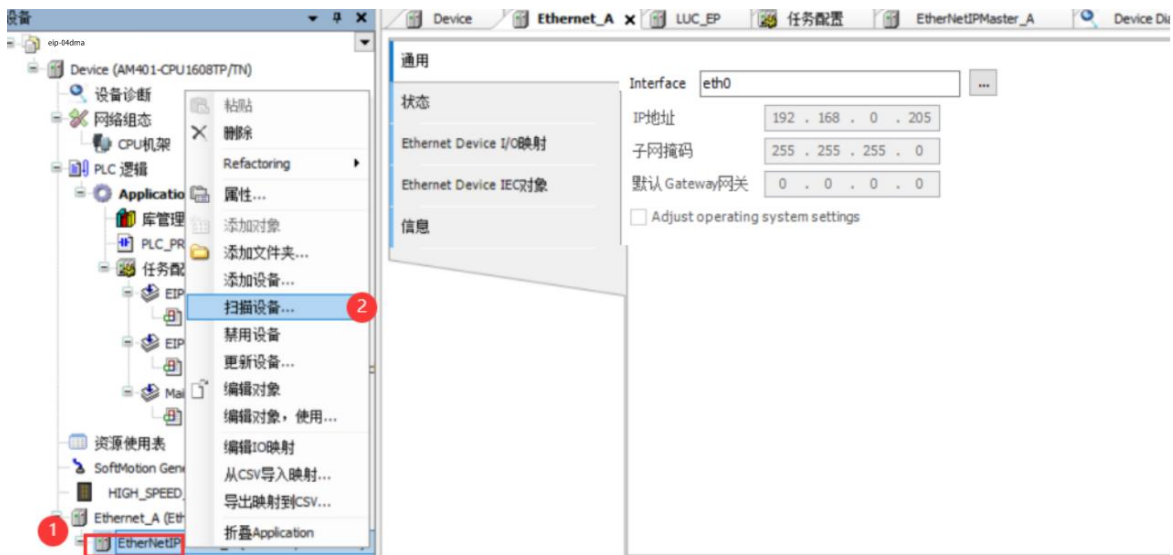 设备
Device
Ethernet_A
LUC_EP
任务配置
EtherNetIPMaster_A
Device Dia
eip-04dma
Device (AM401-CPU1608TP/TN)
设备诊断
网络组态
CPU机架
PLC 逻辑
Applicatio
库管理
PLC_PR
任务配
EIP
EIP
Mai
资源使用表
SoftMotion Gene
HIGH_SPEED_
Ethernet_A (Eth
1
EtherNetIP
粘贴
删除
Refactoring
属性...
添加对象
添加文件夹...
添加设备...
扫描设备...
2
禁用设备
更新设备...
编辑对象
编辑对象，使用...
编辑IO映射
从CSV导入映射...
导出映射到CSV...
折叠Application
通用
状态
Ethernet Device I/O映射
Ethernet Device IEC对象
信息
Interface eth0 ...
IP地址 192 . 168 . 0 . 205
子网掩码 255 . 255 . 255 . 0
默认Gateway网关 0 . 0 . 0 . 0
Adjust operating system settings